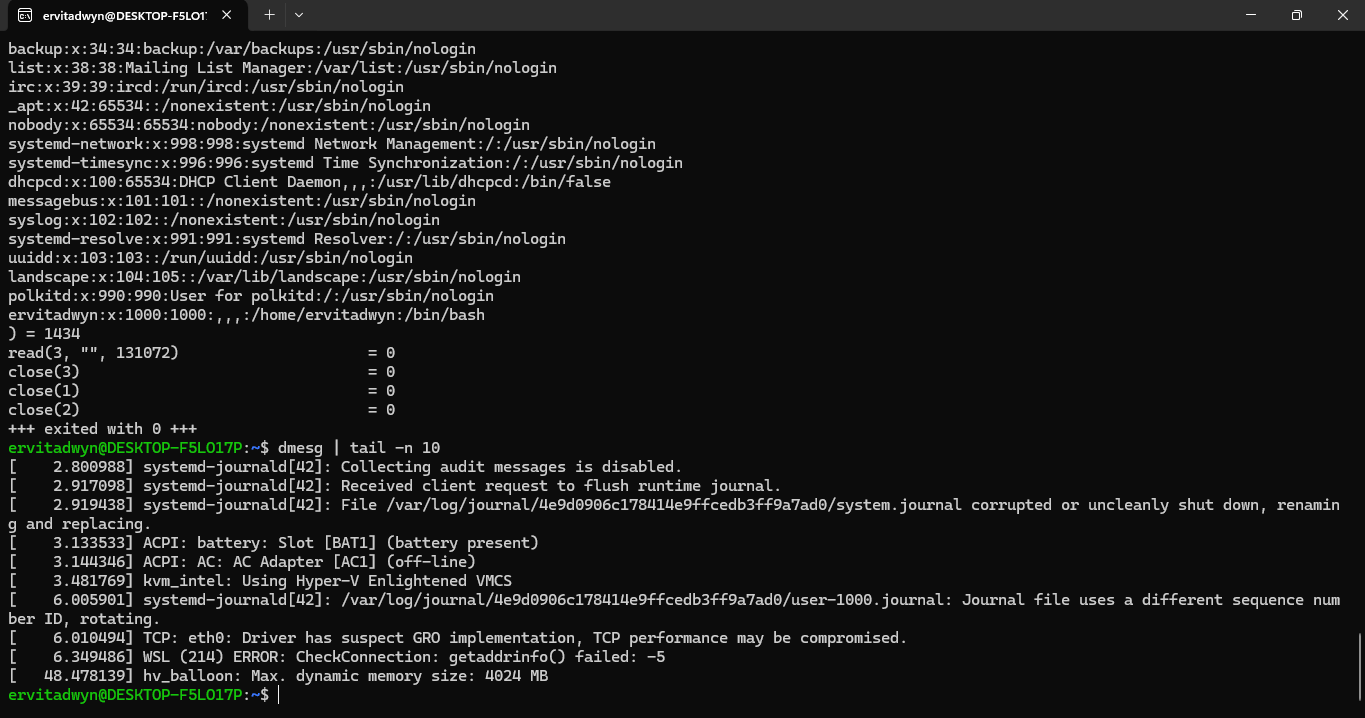 ervitadwyn@DESKTOP-F5LO1
backup:x:34:34:backup:/var/backups:/usr/sbin/nologin
list:x:38:38:Mailing List Manager:/var/list:/usr/sbin/nologin
irc:x:39:39:ircd:/run/ircd:/usr/sbin/nologin
_apt:x:42:65534::/nonexistent:/usr/sbin/nologin
nobody:x:65534:65534:nobody:/nonexistent:/usr/sbin/nologin
systemd-network:x:998:998:systemd Network Management:/:/usr/sbin/nologin
systemd-timesync:x:996:996:systemd Time Synchronization:/:/usr/sbin/nologin
dhcpcd:x:100:65534:DHCP Client Daemon,,,:/usr/lib/dhcpcd:/bin/false
messagebus:x:101:101::/nonexistent:/usr/sbin/nologin
syslog:x:102:102::/nonexistent:/usr/sbin/nologin
systemd-resolve:x:991:991:systemd Resolver:/:/usr/sbin/nologin
uuidd:x:103:103::/run/uuidd:/usr/sbin/nologin
landscape:x:104:105::/var/lib/landscape:/usr/sbin/nologin
polkitd:x:990:990:User for polkitd:/:/usr/sbin/nologin
ervitadwyn:x:1000:1000:,,,:/home/ervitadwyn:/bin/bash
) = 1434
read(3, "", 131072)                     = 0
close(3)                                = 0
close(1)                                = 0
close(2)                                = 0
+++ exited with 0 +++
ervitadwyn@DESKTOP-F5LO17P:~$ dmesg | tail -n 10
[    2.800988] systemd-journald[42]: Collecting audit messages is disabled.
[    2.917098] systemd-journald[42]: Received client request to flush runtime journal.
[    2.919438] systemd-journald[42]: File /var/log/journal/4e9d0906c178414e9ffcedb3ff9a7ad0/system.journal corrupted or uncleanly shut down, renamin
g and replacing.
[    3.133533] ACPI: battery: Slot [BAT1] (battery present)
[    3.144346] ACPI: AC: AC Adapter [AC1] (off-line)
[    3.481769] kvm_intel: Using Hyper-V Enlightened VMCS
[    6.005901] systemd-journald[42]: /var/log/journal/4e9d0906c178414e9ffcedb3ff9a7ad0/user-1000.journal: Journal file uses a different sequence num
ber ID, rotating.
[    6.010494] TCP: eth0: Driver has suspect GRO implementation, TCP performance may be compromised.
[    6.349486] WSL (214) ERROR: CheckConnection: getaddrinfo() failed: -5
[   48.478139] hv_balloon: Max. dynamic memory size: 4024 MB
ervitadwyn@DESKTOP-F5LO17P:~$